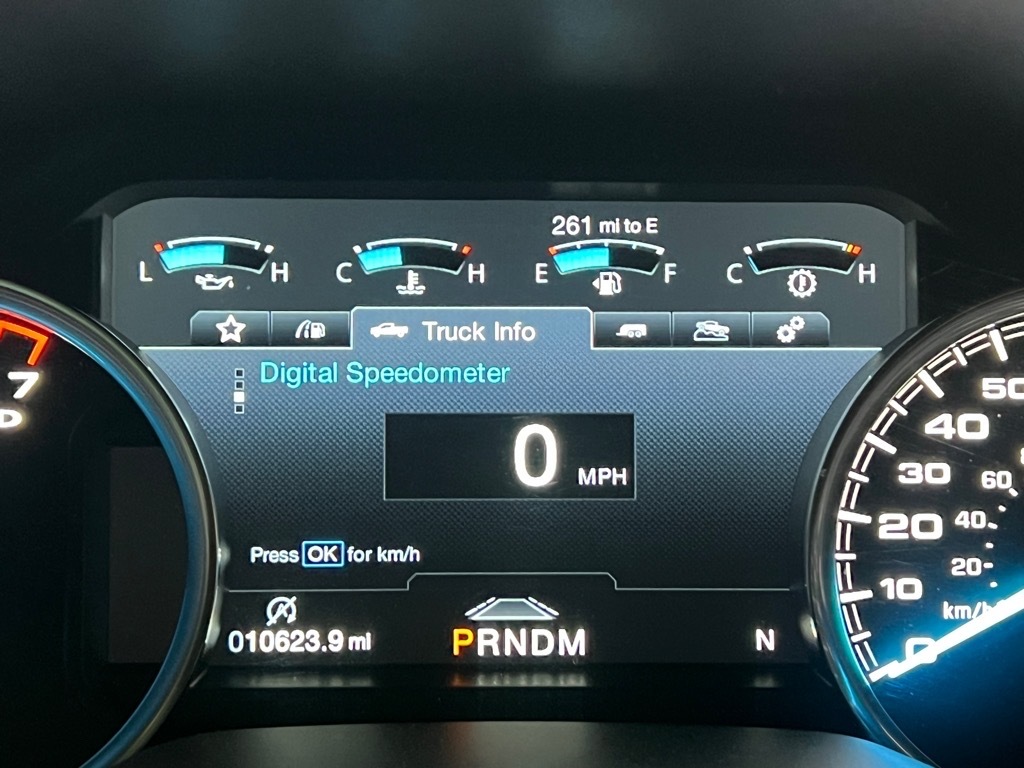 261 mi to E
L H C H E F C H
Truck Info
Digital Speedometer
7
50
0 MPH
40
30
60
20
40
Press OK for km/h
20
10
km/h
010623.9 mi
PRNDM
N
0